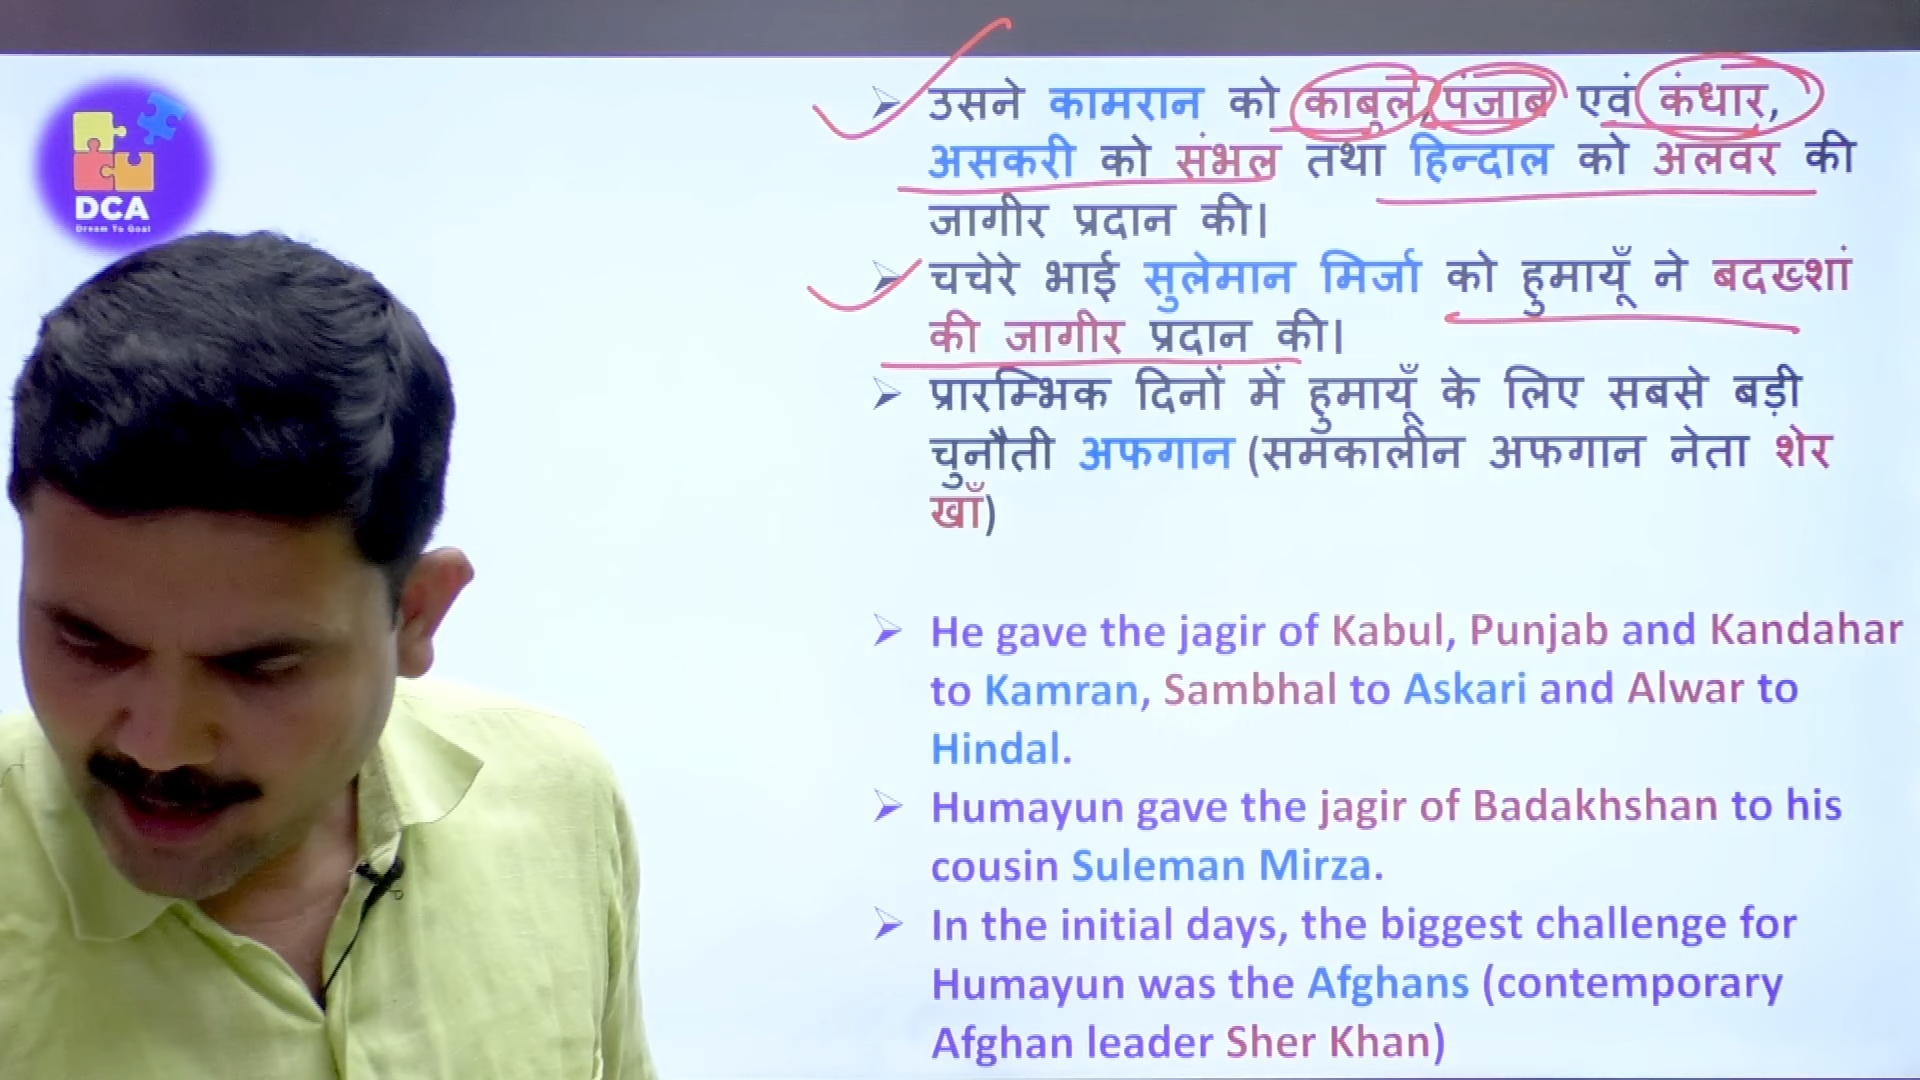 DCA
Dream To Goal
➢ उसने कामरान को काबुल, पंजाब एवं कंधार,
असकरी को संभल तथा हिन्दाल को अलवर की
जागीर प्रदान की।
➢ चचेरे भाई सुलेमान मिर्जा को हुमायूँ ने बदख्शां
की जागीर प्रदान की।
➢ प्रारम्भिक दिनों में हुमायूँ के लिए सबसे बड़ी
चुनौती अफगान (समकालीन अफगान नेता शेर
खाँ)
➢ He gave the jagir of Kabul, Punjab and Kandahar
to Kamran, Sambhal to Askari and Alwar to
Hindal.
➢ Humayun gave the jagir of Badakhshan to his
cousin Suleman Mirza.
➢ In the initial days, the biggest challenge for
Humayun was the Afghans (contemporary
Afghan leader Sher Khan)